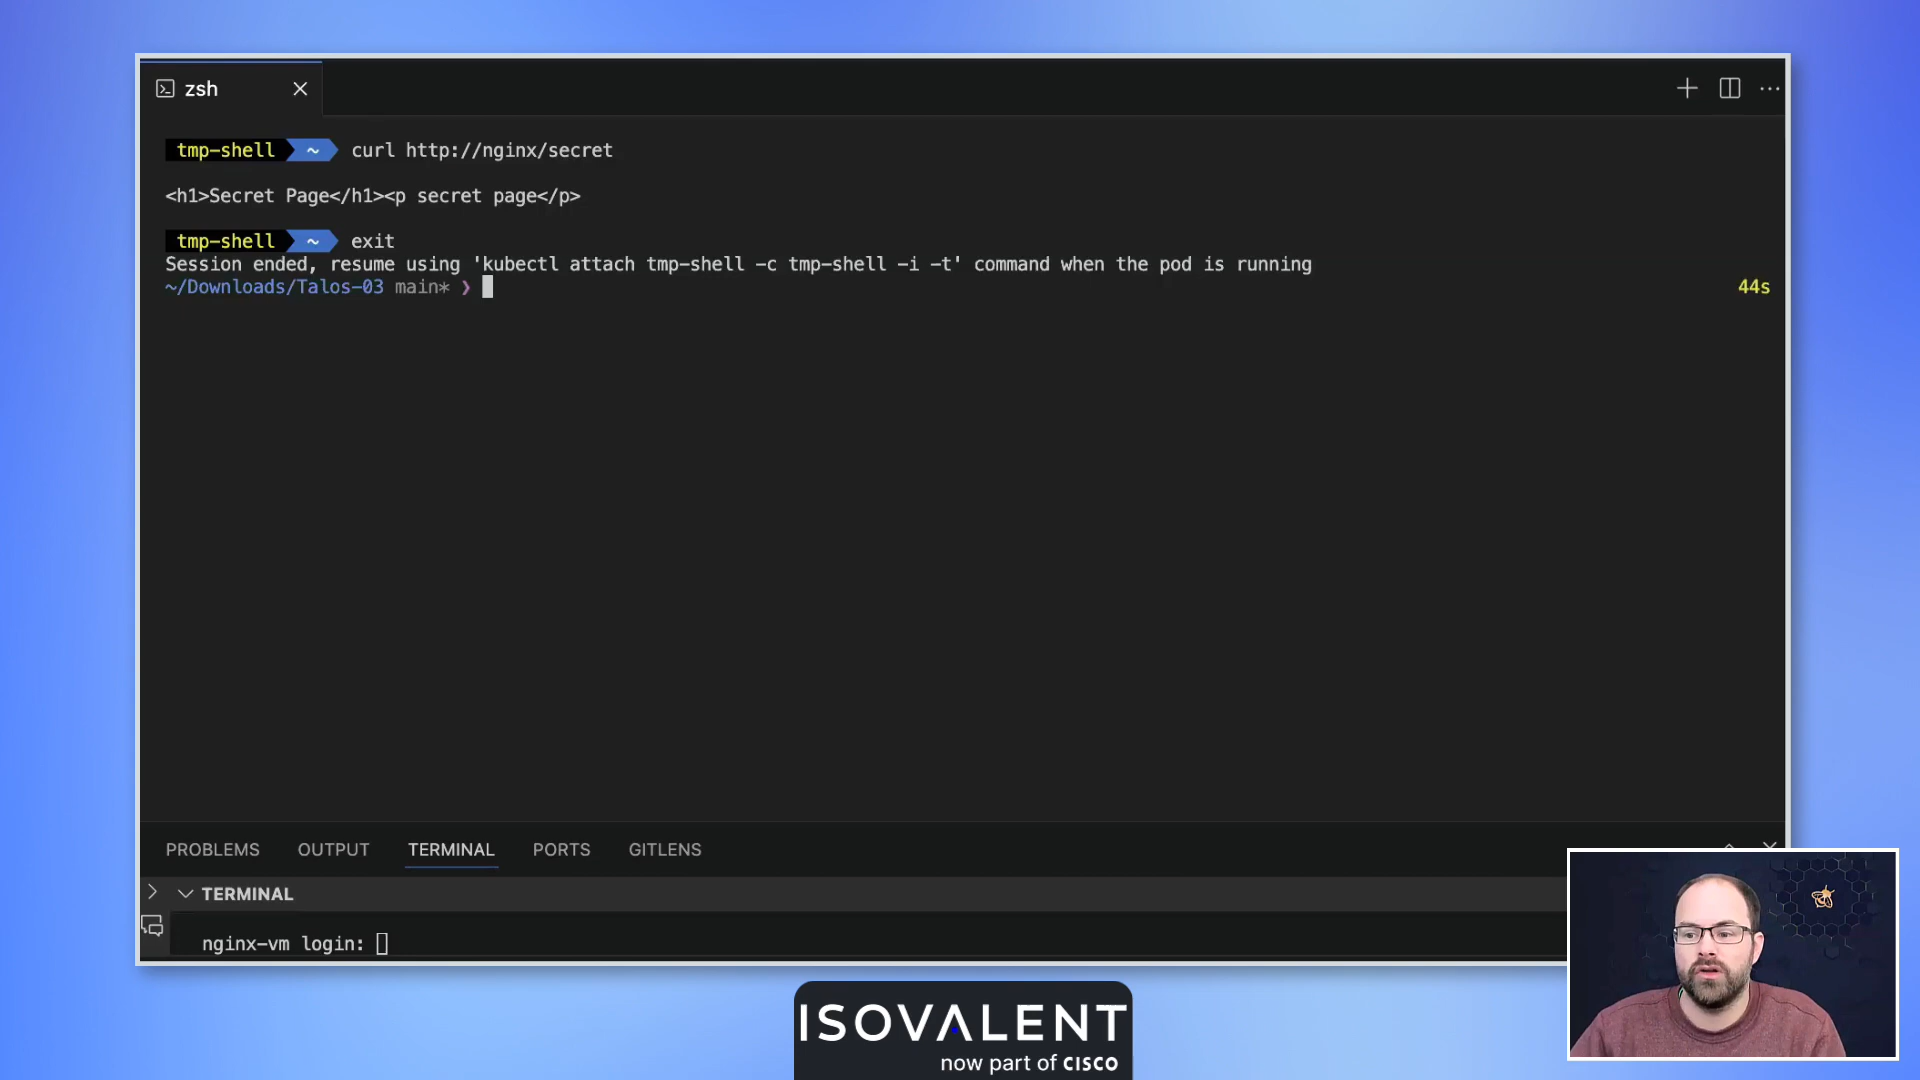 zsh
tmp-shell ~ curl http://nginx/secret
<h1>Secret Page</h1><p secret page</p>
tmp-shell ~ exit
Session ended, resume using 'kubectl attach tmp-shell -c tmp-shell -i -t' command when the pod is running
~/Downloads/Talos-03 main* ❯ 44s
PROBLEMS OUTPUT TERMINAL PORTS GITLENS
TERMINAL
nginx-vm login:
ISOVALENT
now part of CISCO